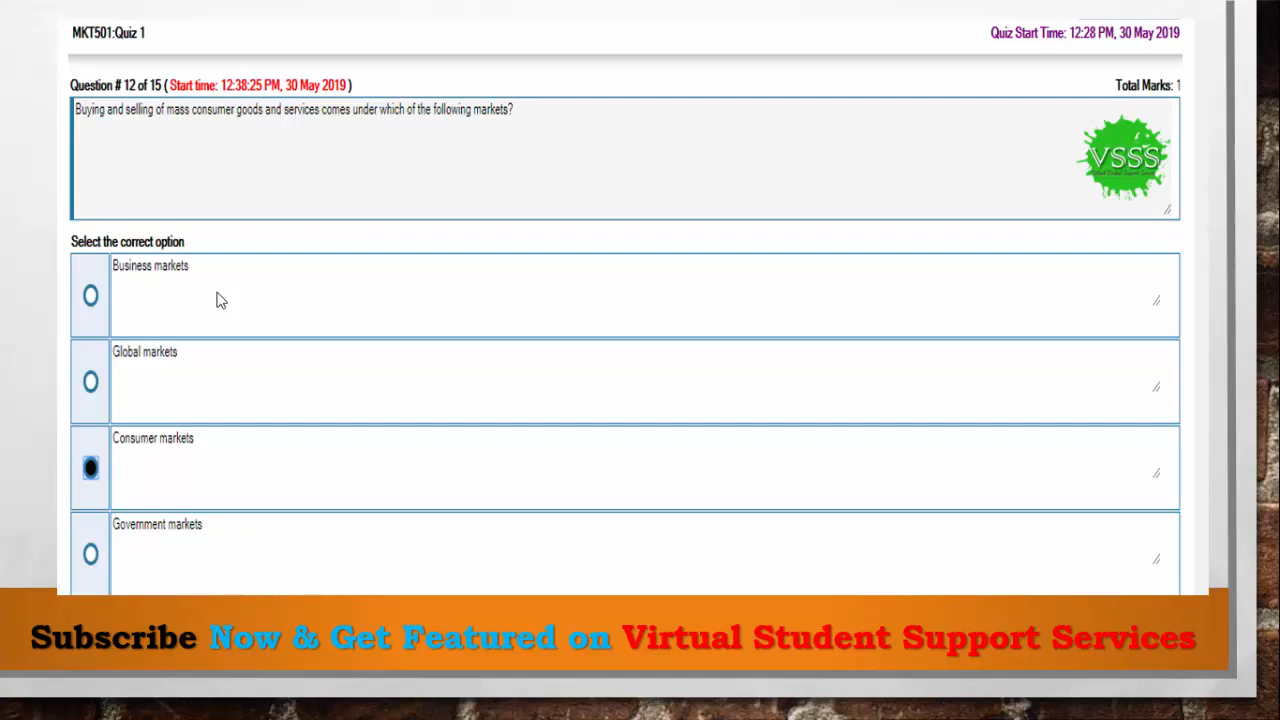 MKT501:Quiz 1
Quiz Start Time: 12:28 PM, 30 May 2019
Question # 12 of 15 ( Start time: 12:38:25 PM, 30 May 2019 )
Total Marks: 1
Buying and selling of mass consumer goods and services comes under which of the following markets?
VSSS
Select the correct option
Business markets
Global markets
Consumer markets
Government markets
Subscribe Now & Get Featured on Virtual Student Support Services